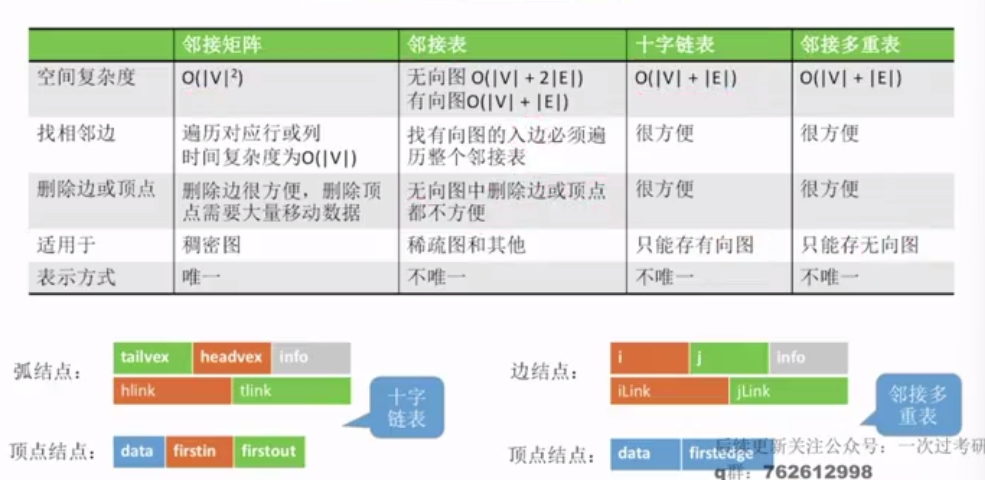 邻接矩阵 邻接表 十字链表 邻接多重表
空间复杂度 O(|V|²) 无向图 O(|V| + 2|E|) O(|V| + |E|) O(|V| + |E|)
有向图O(|V| + |E|)
找相邻边 遍历对应行或列 找有向图的入边必须遍 很方便 很方便
时间复杂度为O(|V|) 历整个邻接表
删除边或顶点 删除边很方便，删除顶 无向图中删除边或顶点 很方便 很方便
点需要大量移动数据 都不方便
适用于 稠密图 稀疏图和其他 只能存有向图 只能存无向图
表示方式 唯一 不唯一 不唯一 不唯一
弧结点： tailvex headvex info
hlink tlink
十字
链表
顶点结点： data firstin firstout
边结点： i j info
iLink jLink
邻接多
重表
顶点结点： data firstedge
后续更新关注公众号：一次过考研
q群：762612998